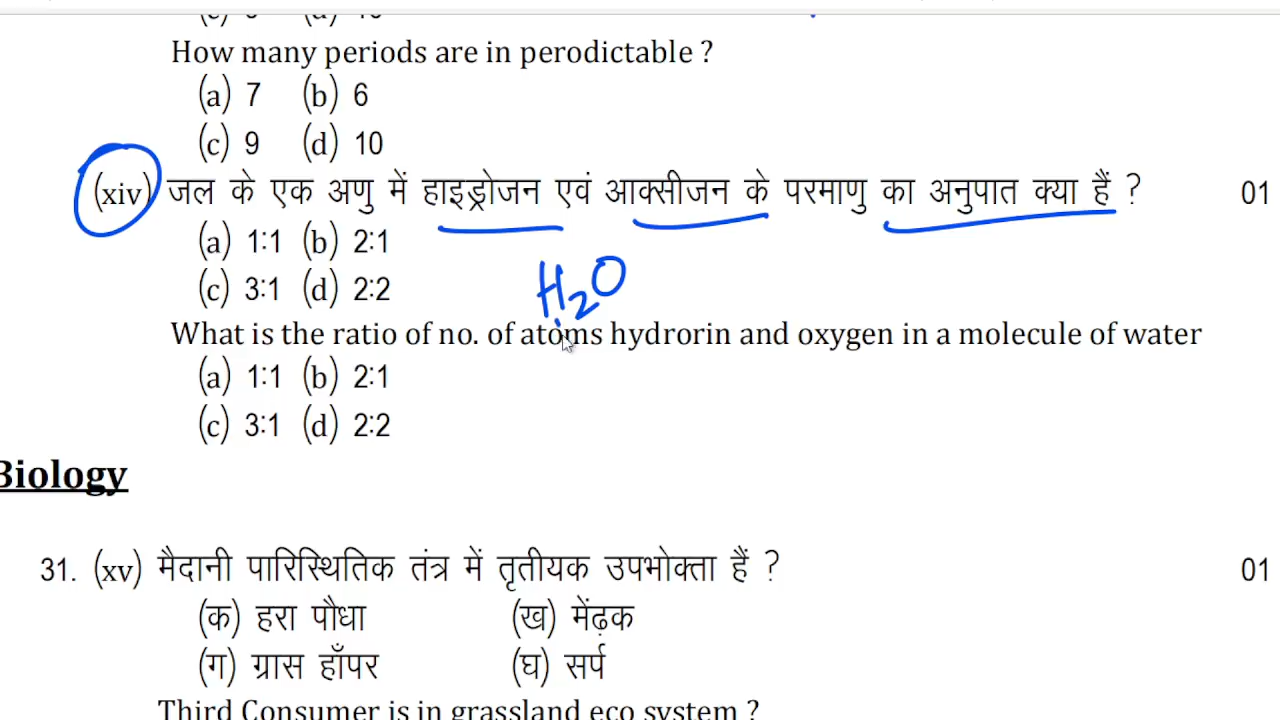 How many periods are in perodictable ?
(a) 7 (b) 6
(c) 9 (d) 10
(xiv) जल के एक अणु में हाइड्रोजन एवं आक्सीजन के परमाणु का अनुपात क्या हैं ? 01
(a) 1:1 (b) 2:1
(c) 3:1 (d) 2:2
H2O
What is the ratio of no. of atoms hydrorin and oxygen in a molecule of water
(a) 1:1 (b) 2:1
(c) 3:1 (d) 2:2
Biology
31. (xv) मैदानी पारिस्थितिक तंत्र में तृतीयक उपभोक्ता हैं ? 01
(क) हरा पौधा (ख) मेंढ़क
(ग) ग्रास हाँपर (घ) सर्प
Third Consumer is in grassland eco system ?